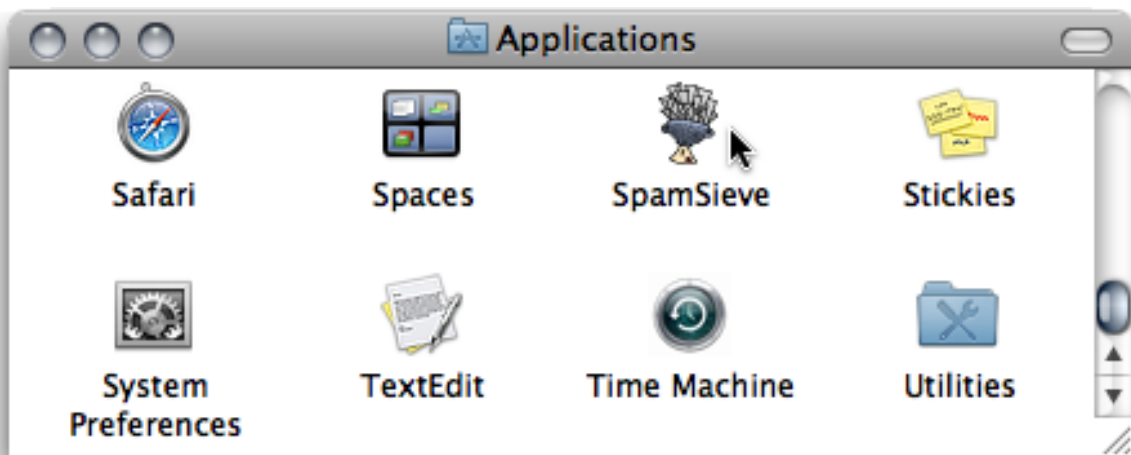 Applications
Safari
Spaces
SpamSieve
Stickies
System
Preferences
TextEdit
Time Machine
Utilities